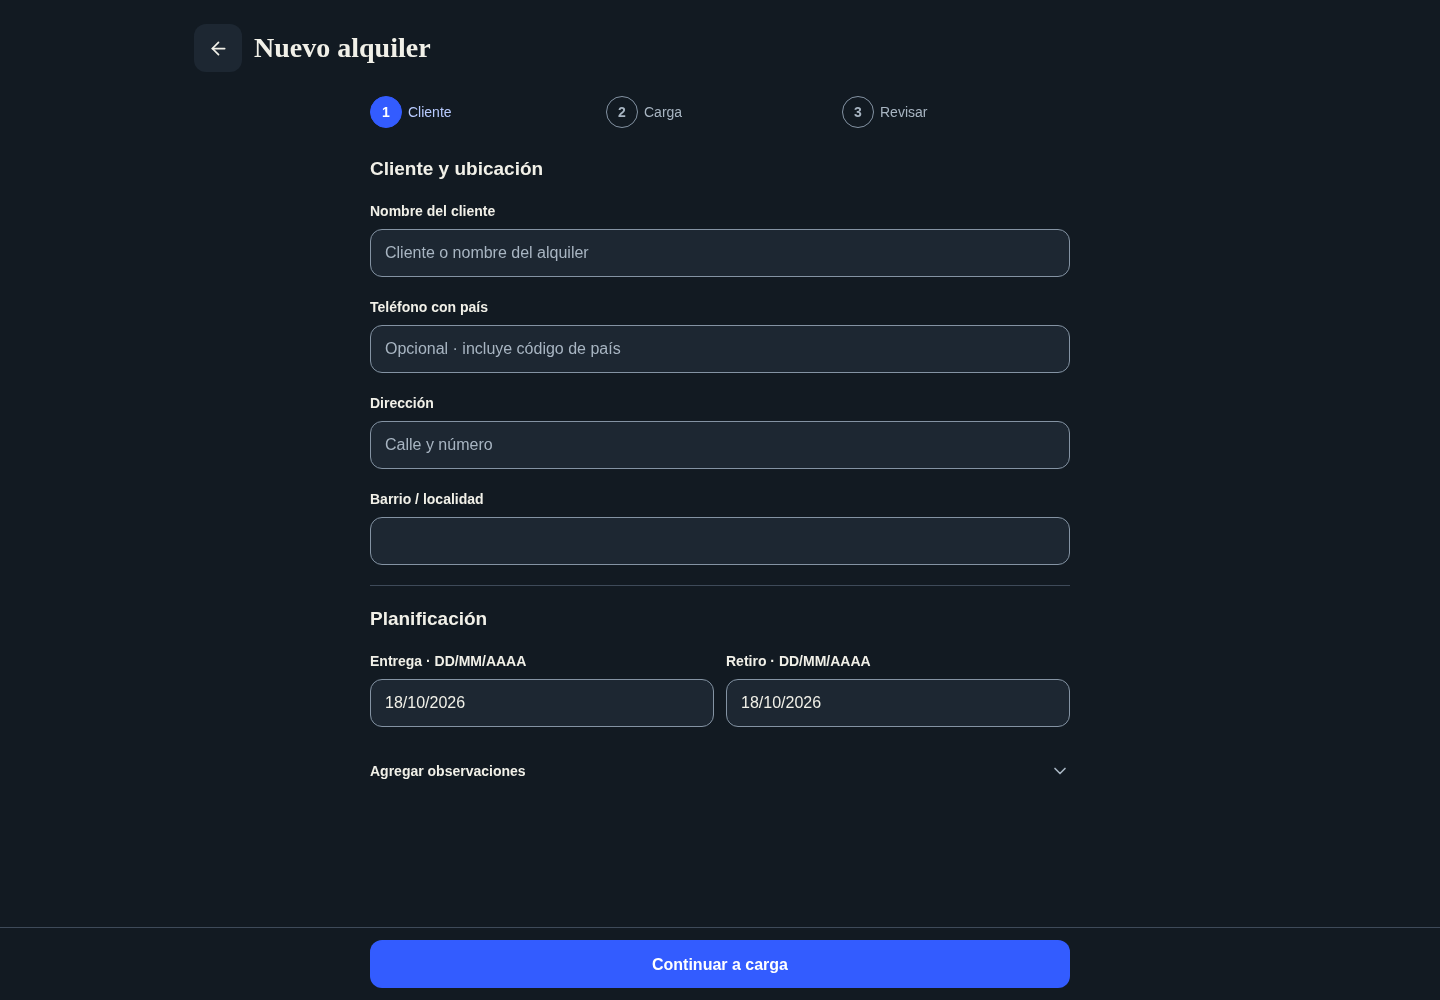 Nuevo alquiler
1 Cliente
2 Carga
3 Revisar
Cliente y ubicación
Nombre del cliente
Cliente o nombre del alquiler
Teléfono con país
Opcional · incluye código de país
Dirección
Calle y número
Barrio / localidad
Planificación
Entrega · DD/MM/AAAA
Retiro · DD/MM/AAAA
18/10/2026
18/10/2026
Agregar observaciones
Continuar a carga